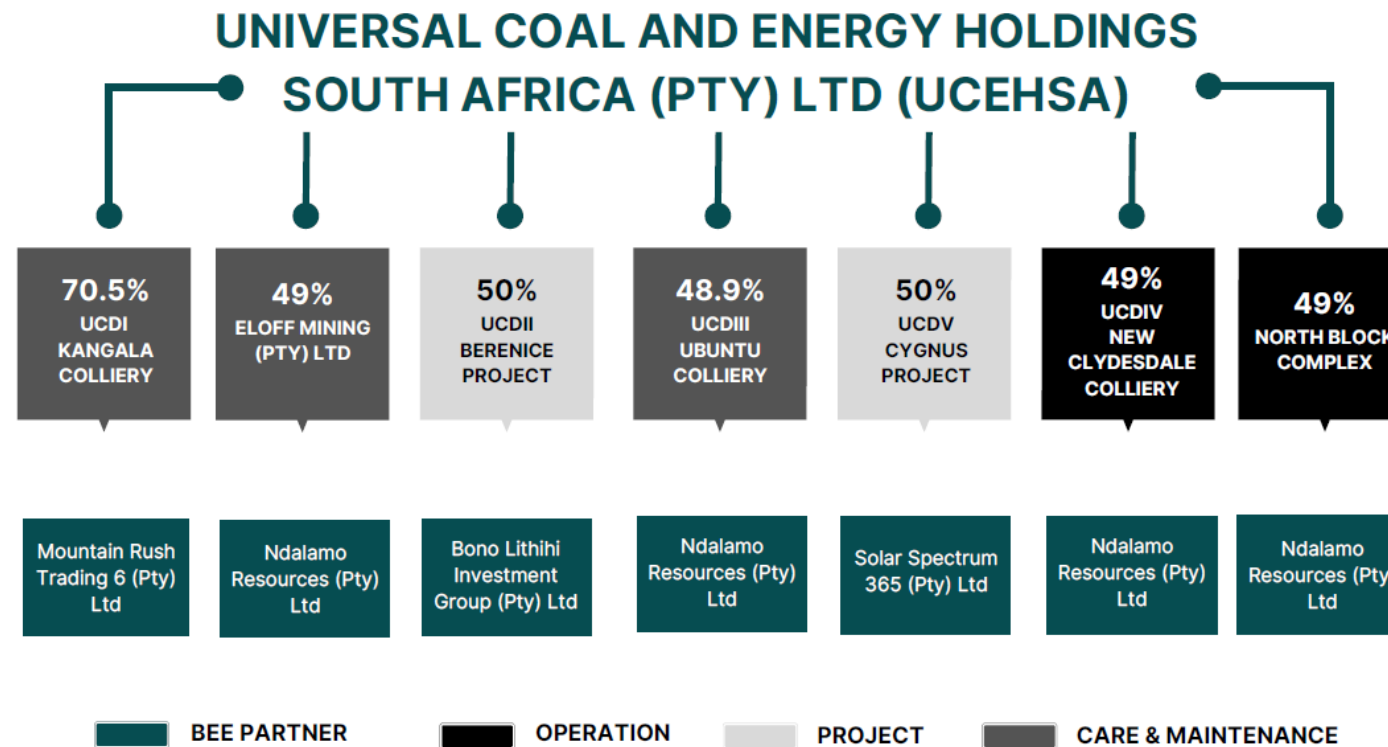 UNIVERSAL COAL AND ENERGY HOLDINGS
SOUTH AFRICA (PTY) LTD (UCEHSA)
70.5%
UCDI
KANGALA
COLLIERY
49%
ELOFF MINING
(PTY) LTD
50%
UCDII
BERENICE
PROJECT
48.9%
UCDIII
UBUNTU
COLLIERY
50%
UCDV
CYGNUS
PROJECT
49%
UCDIV
NEW
CLYDESDALE
COLLIERY
49%
NORTH BLOCK
COMPLEX
Mountain Rush
Trading 6 (Pty)
Ltd
Ndalamo
Resources (Pty)
Ltd
Bono Lithihi
Investment
Group (Pty) Ltd
Ndalamo
Resources (Pty)
Ltd
Solar Spectrum
365 (Pty) Ltd
Ndalamo
Resources (Pty)
Ltd
Ndalamo
Resources (Pty
Ltd
BEE PARTNER
OPERATION
PROJECT
CARE & MAINTENANCE